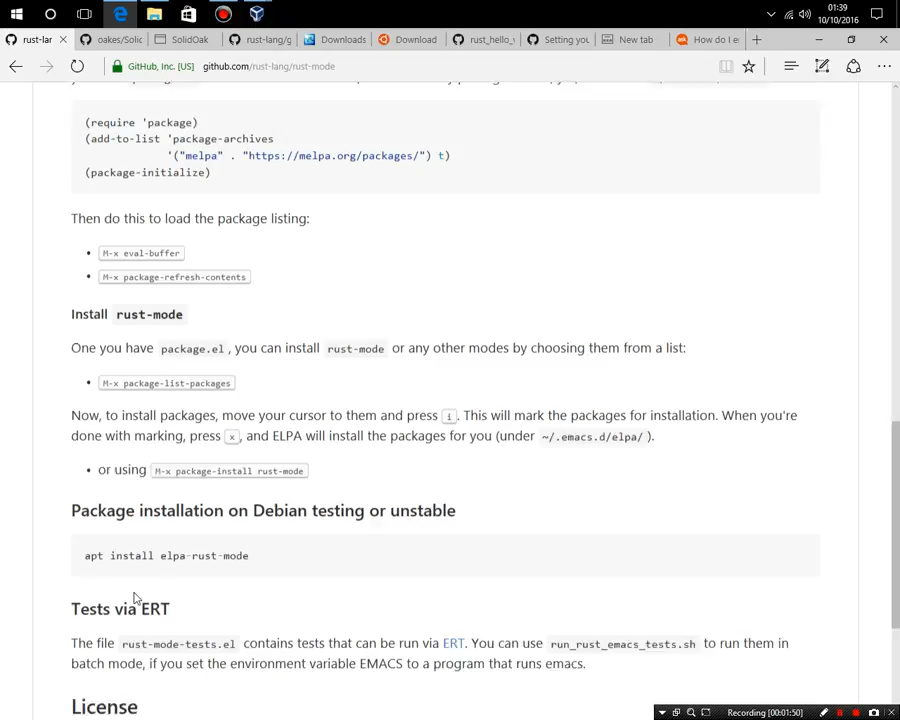 01:39
10/10/2016
rust-lar
oakes/Solid
SolidOak
rust-lang/g
Downloads
Download
rust_hello_
Setting you
New tab
How do I e
GitHub, Inc. [US]
github.com/rust-lang/rust-mode
(require 'package)
(add-to-list 'package-archives
'("melpa" . "https://melpa.org/packages/") t)
(package-initialize)
Then do this to load the package listing:
• M-x eval-buffer
• M-x package-refresh-contents
Install rust-mode
One you have package.el, you can install rust-mode or any other modes by choosing them from a list:
• M-x package-list-packages
Now, to install packages, move your cursor to them and press i. This will mark the packages for installation. When you're
done with marking, press x, and ELPA will install the packages for you (under ~/.emacs.d/elpa/).
• or using M-x package-install rust-mode
Package installation on Debian testing or unstable
apt install elpa-rust-mode
Tests via ERT
The file rust-mode-tests.el contains tests that can be run via ERT. You can use run_rust_emacs_tests.sh to run them in
batch mode, if you set the environment variable EMACS to a program that runs emacs.
License
Recording [00:01:50]